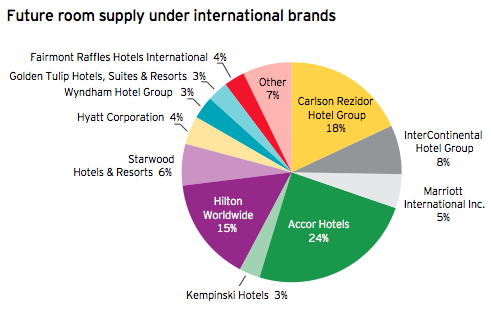 Future room supply under international brands
Fairmont Raffles Hotels International 4%
Golden Tulip Hotels, Suites & Resorts 3%
Wyndham Hotel Group 3%
Hyatt Corporation 4%
Starwood
Hotels & Resorts 6%
Hilton
Worldwide
15%
Kempinski Hotels 3%
Accor Hotels
24%
Marriott
International Inc.
5%
InterContinental
Hotel Group
8%
Carlson Rezidor
Hotel Group
18%
Other
7%